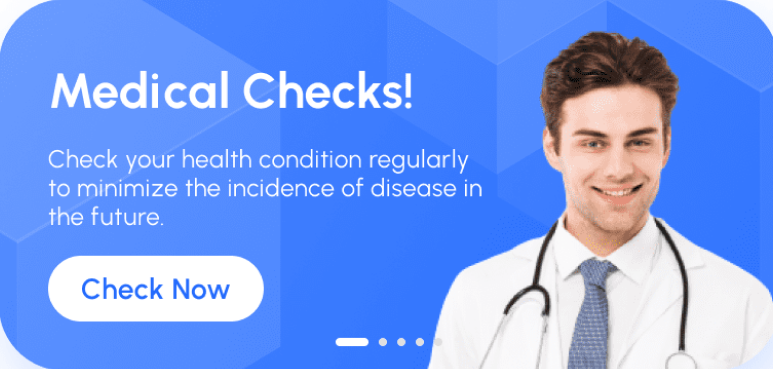 Medical Checks!
Check your health condition regularly
to minimize the incidence of disease in
the future.
Check Now